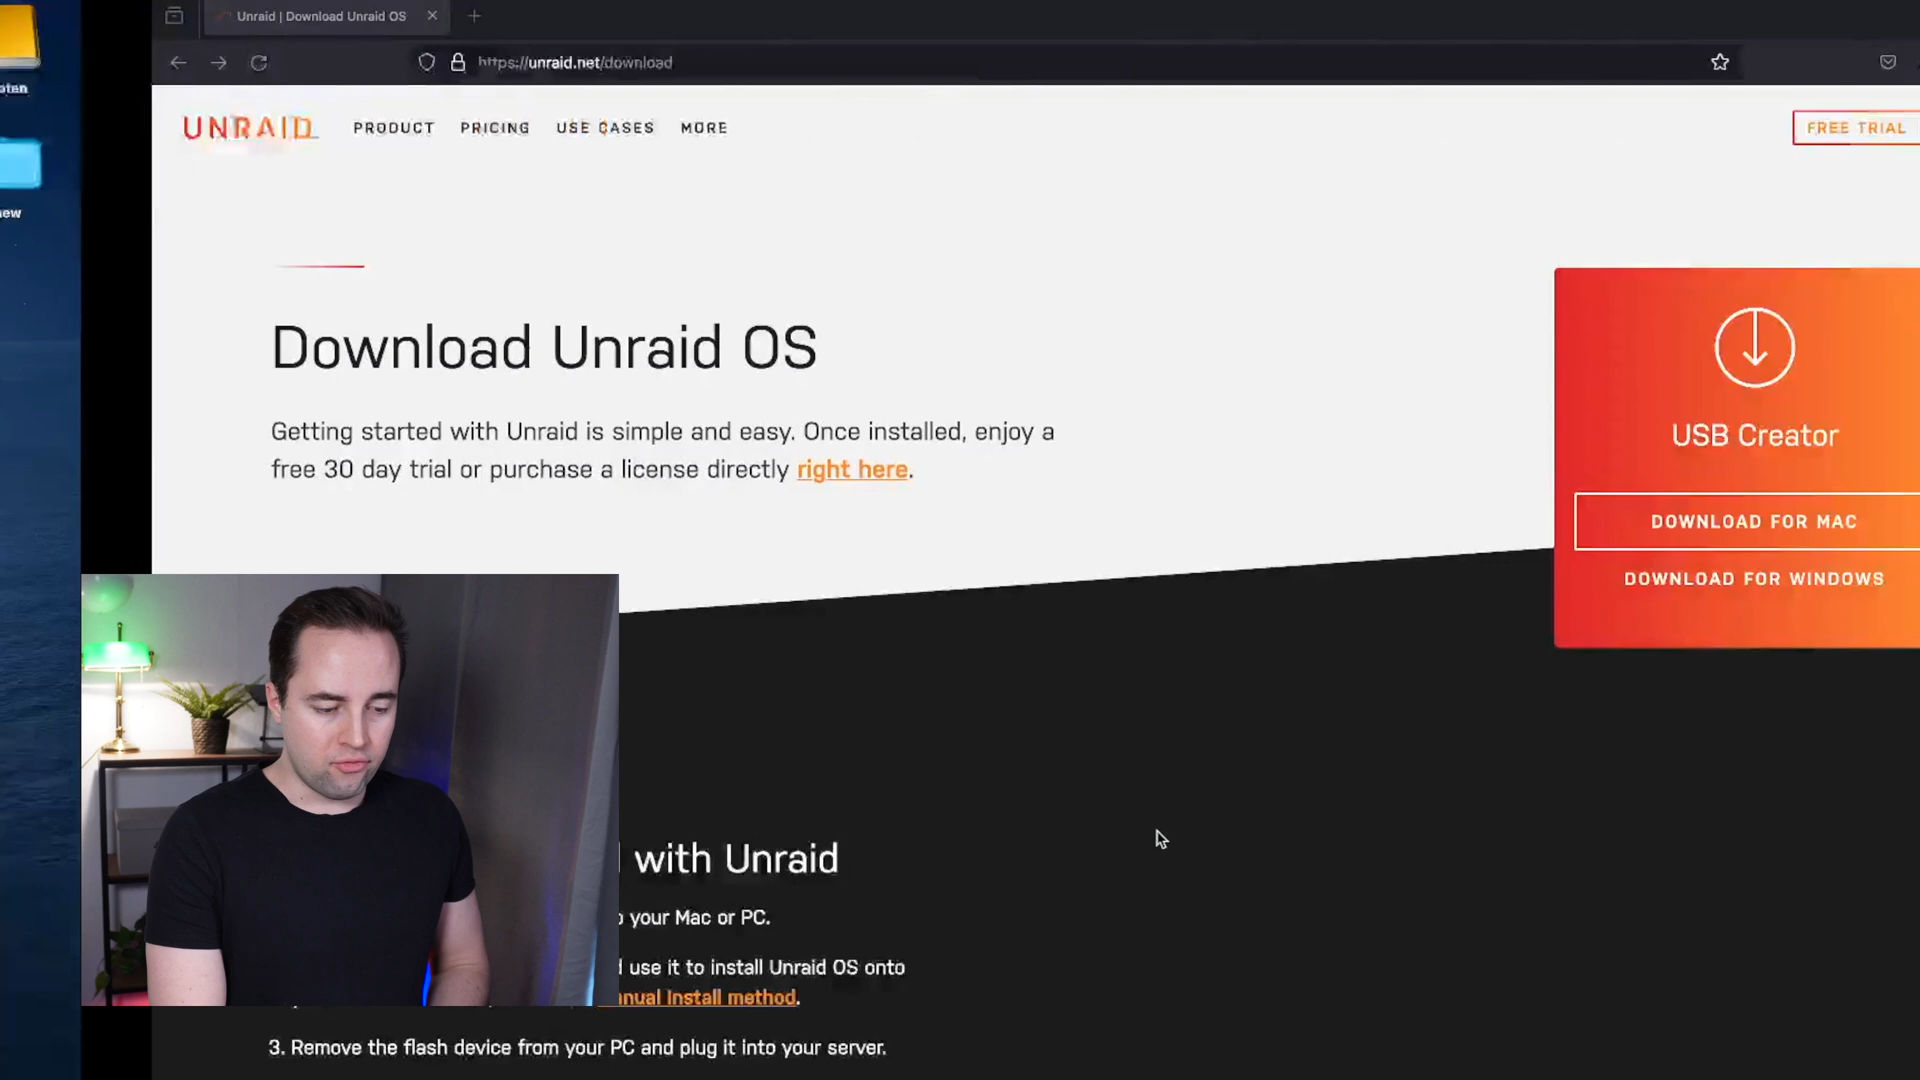 Unraid | Download Unraid OS
https://unraid.net/download
UNRAID PRODUCT PRICING USE CASES MORE
FREE TRIAL
Download Unraid OS
Getting started with Unraid is simple and easy. Once installed, enjoy a
free 30 day trial or purchase a license directly right here.
USB Creator
DOWNLOAD FOR MAC
DOWNLOAD FOR WINDOWS
with Unraid
your Mac or PC.
use it to install Unraid OS onto
install method.
3. Remove the flash device from your PC and plug it into your server.